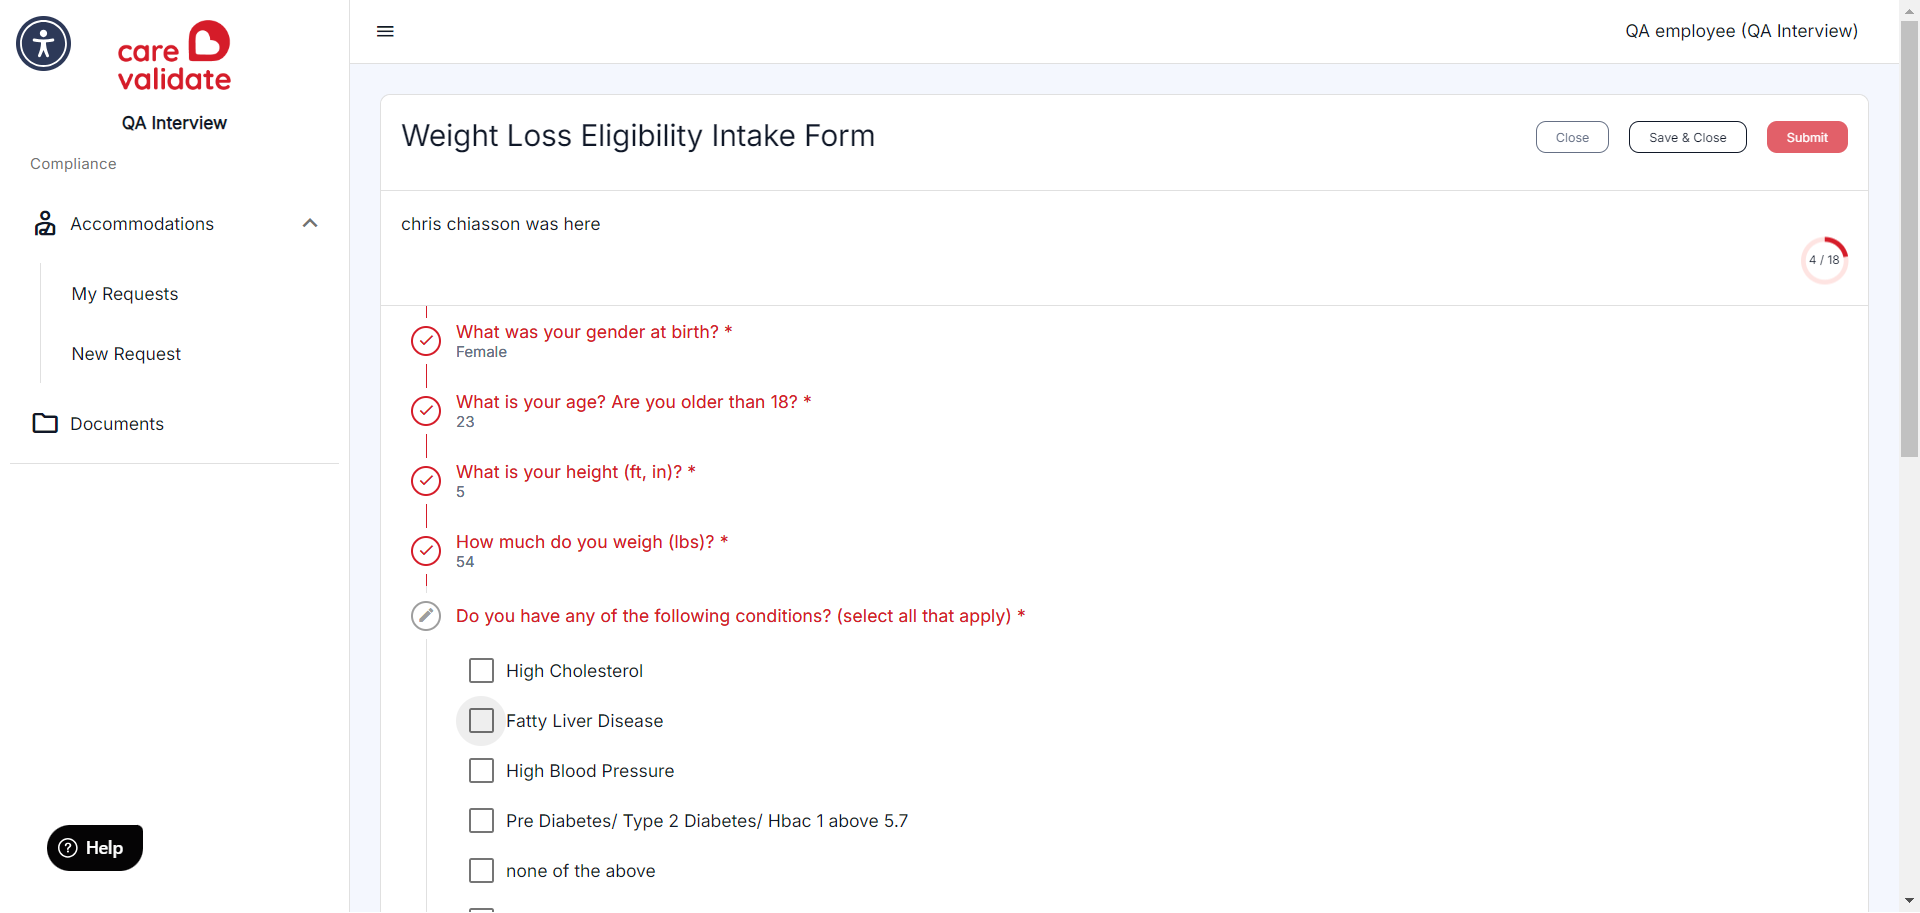 care
validate
QA Interview
Compliance
Accommodations
My Requests
New Request
Documents
Help
QA employee (QA Interview)
Weight Loss Eligibility Intake Form
Close
Save & Close
Submit
chris chiasson was here
4 / 18
What was your gender at birth? *
Female
What is your age? Are you older than 18? *
23
What is your height (ft, in)? *
5
How much do you weigh (lbs)? *
54
Do you have any of the following conditions? (select all that apply) *
High Cholesterol
Fatty Liver Disease
High Blood Pressure
Pre Diabetes/ Type 2 Diabetes/ Hbac 1 above 5.7
none of the above